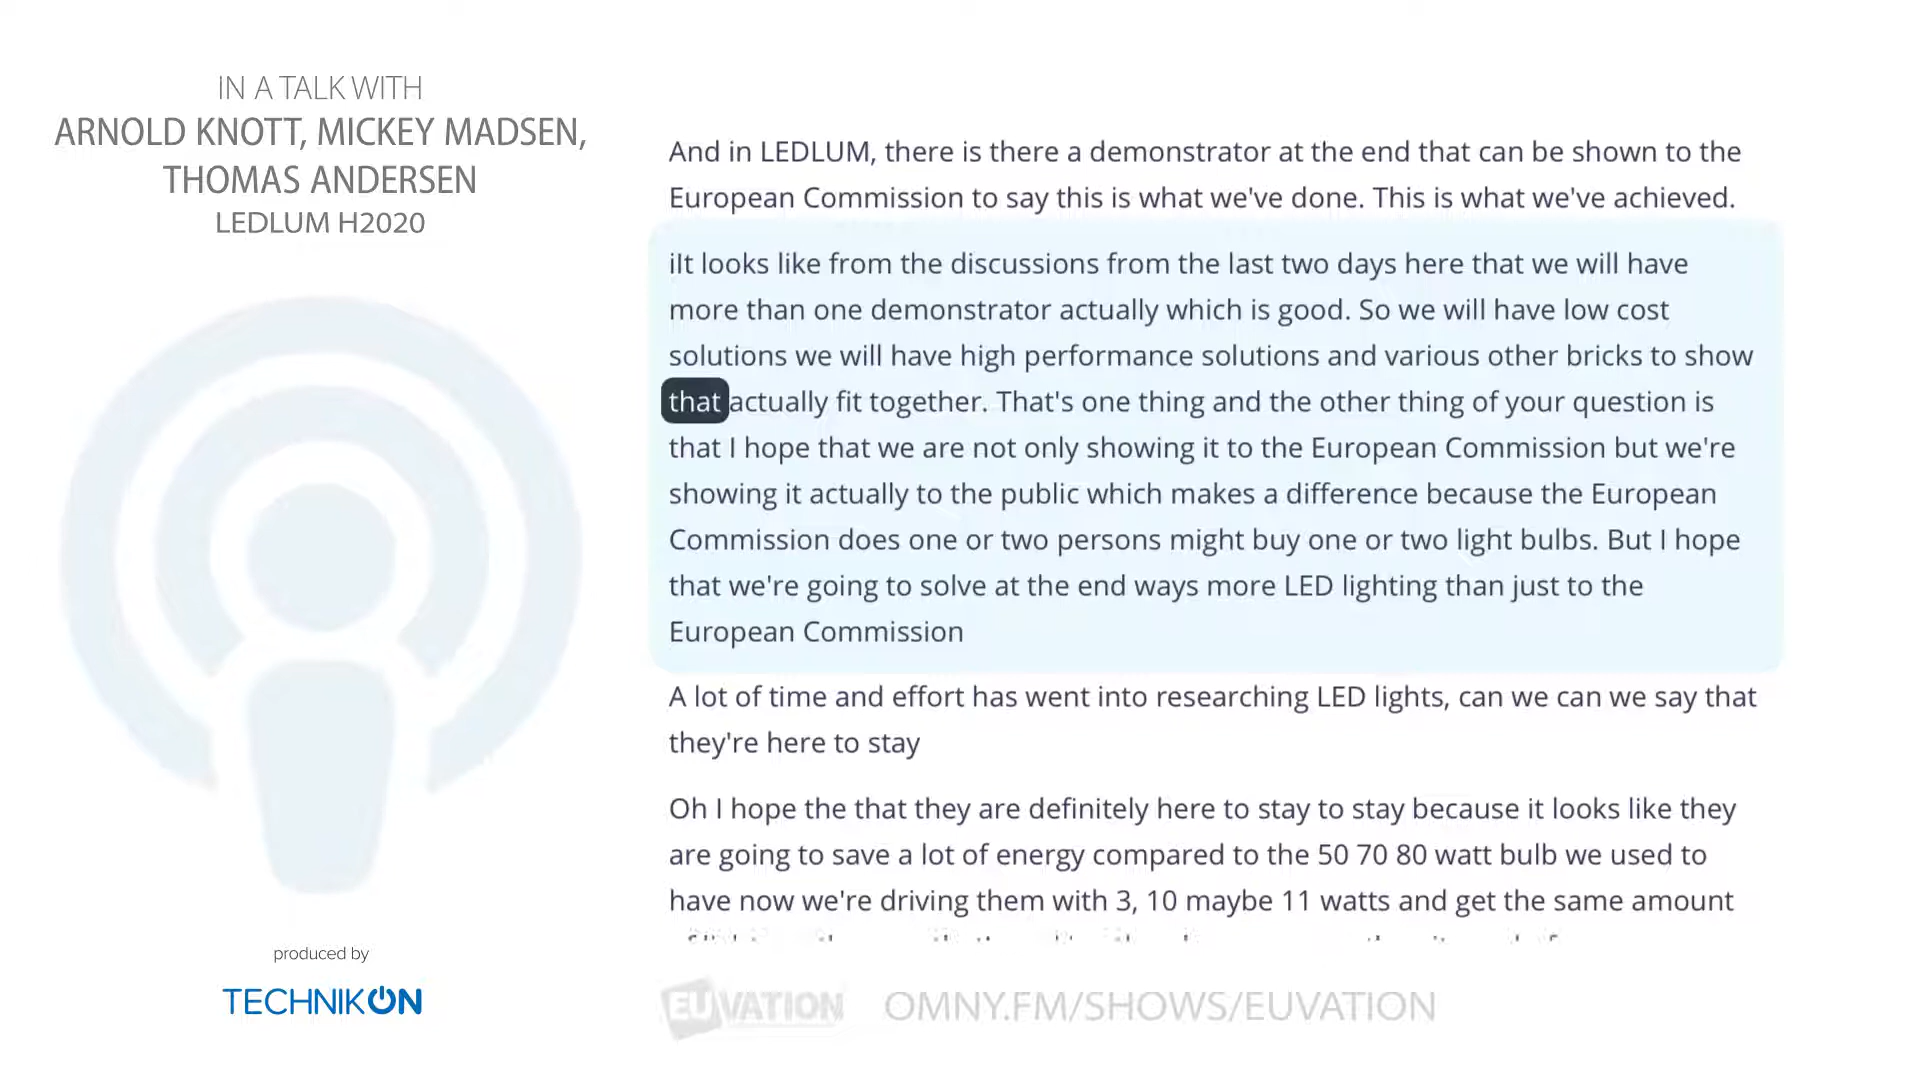 IN A TALK WITH
ARNOLD KNOTT, MICKEY MADSEN,
THOMAS ANDERSEN
LEDLUM H2020
And in LEDLUM, there is there a demonstrator at the end that can be shown to the
European Commission to say this is what we've done. This is what we've achieved.
iIt looks like from the discussions from the last two days here that we will have
more than one demonstrator actually which is good. So we will have low cost
solutions we will have high performance solutions and various other bricks to show
that actually fit together. That's one thing and the other thing of your question is
that I hope that we are not only showing it to the European Commission but we're
showing it actually to the public which makes a difference because the European
Commission does one or two persons might buy one or two light bulbs. But I hope
that we're going to solve at the end ways more LED lighting than just to the
European Commission
A lot of time and effort has went into researching LED lights, can we can we say that
they're here to stay
Oh I hope the that they are definitely here to stay to stay because it looks like they
are going to save a lot of energy compared to the 50 70 80 watt bulb we used to
have now we're driving them with 3, 10 maybe 11 watts and get the same amount
produced by
TECHNIKON
EUVATION OMNY.FM/SHOWS/EUVATION